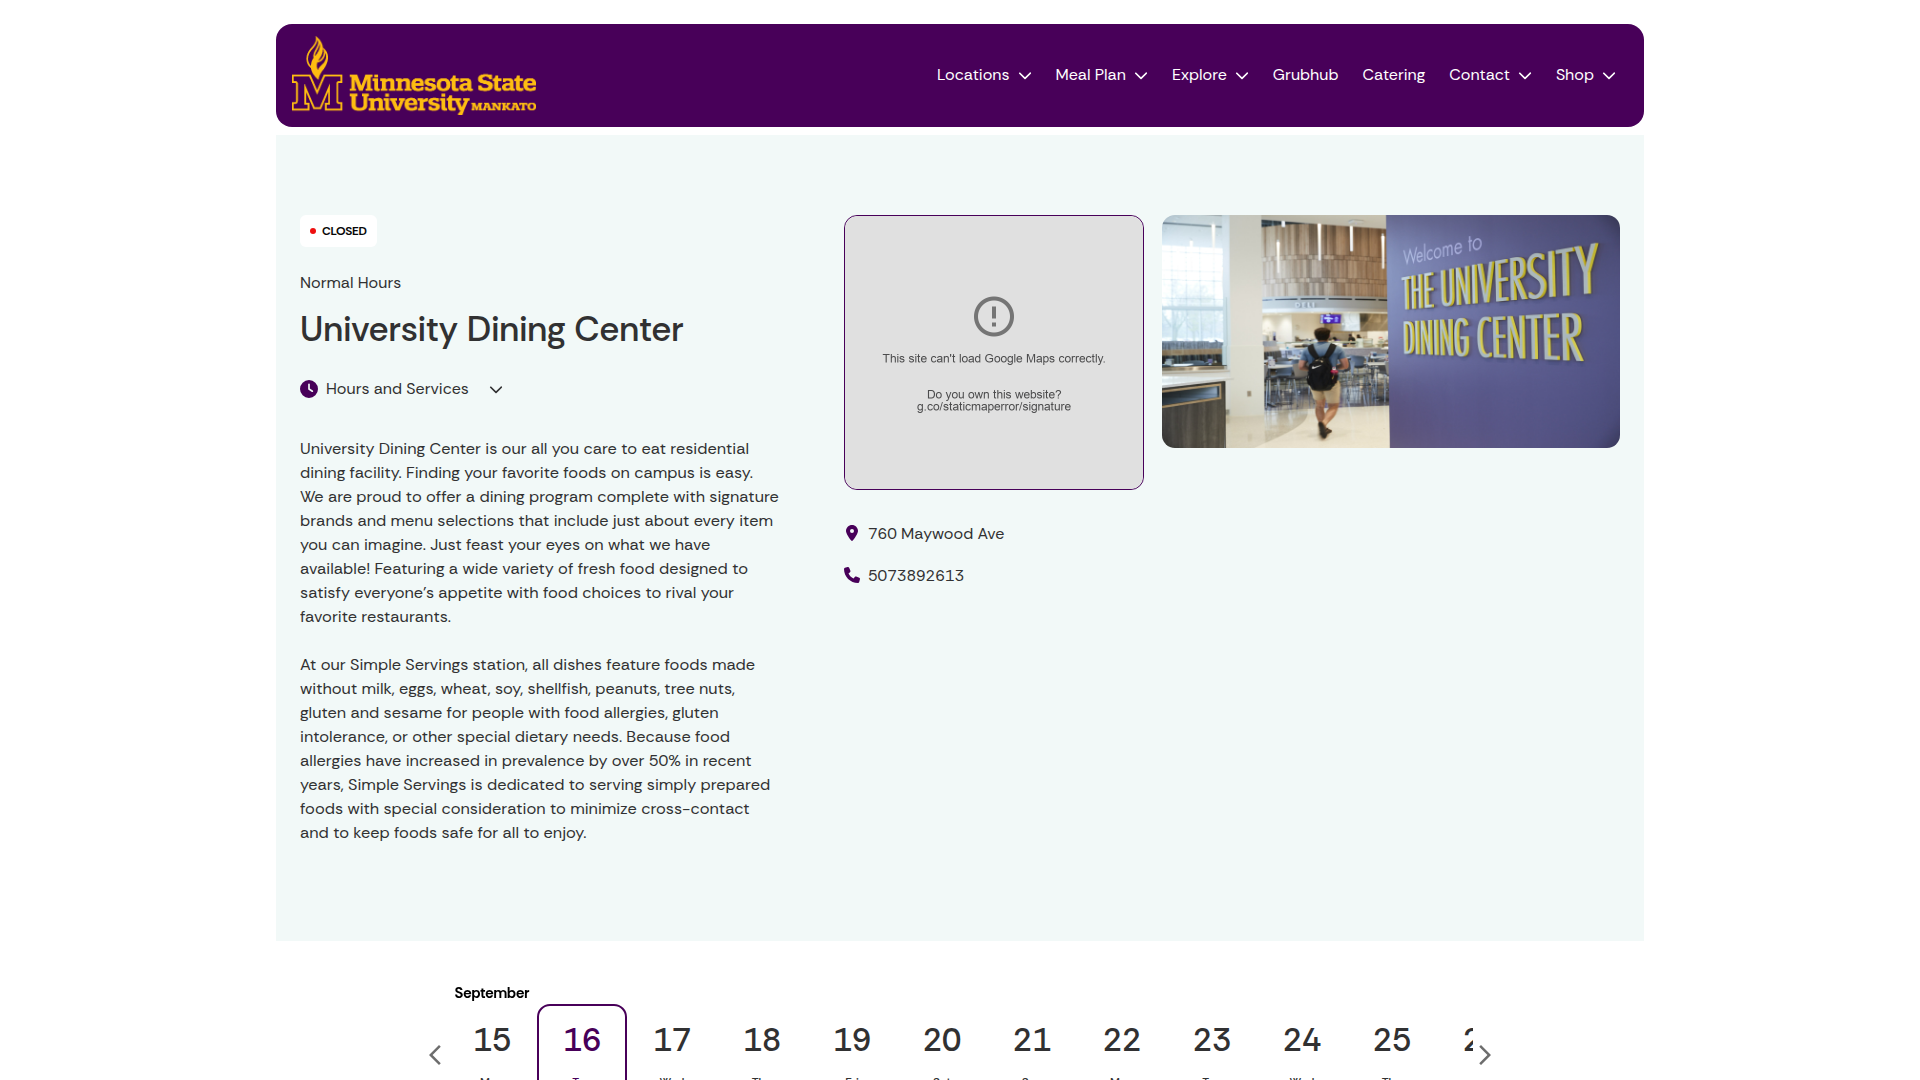 Minnesota State
University MANKATO
Locations
Meal Plan
Explore
Grubhub
Catering
Contact
Shop
CLOSED
Normal Hours
University Dining Center
Hours and Services
University Dining Center is our all you care to eat residential
dining facility. Finding your favorite foods on campus is easy.
We are proud to offer a dining program complete with signature
brands and menu selections that include just about every item
you can imagine. Just feast your eyes on what we have
available! Featuring a wide variety of fresh food designed to
satisfy everyone’s appetite with food choices to rival your
favorite restaurants.
At our Simple Servings station, all dishes feature foods made
without milk, eggs, wheat, soy, shellfish, peanuts, tree nuts,
gluten and sesame for people with food allergies, gluten
intolerance, or other special dietary needs. Because food
allergies have increased in prevalence by over 50% in recent
years, Simple Servings is dedicated to serving simply prepared
foods with special consideration to minimize cross-contact
and to keep foods safe for all to enjoy.
This site can't load Google Maps correctly.
Do you own this website?
g.co/staticmaperror/signature
760 Maywood Ave
5073892613
Welcome to
THE UNIVERSITY
DINING CENTER
September
15
16
17
18
19
20
21
22
23
24
25